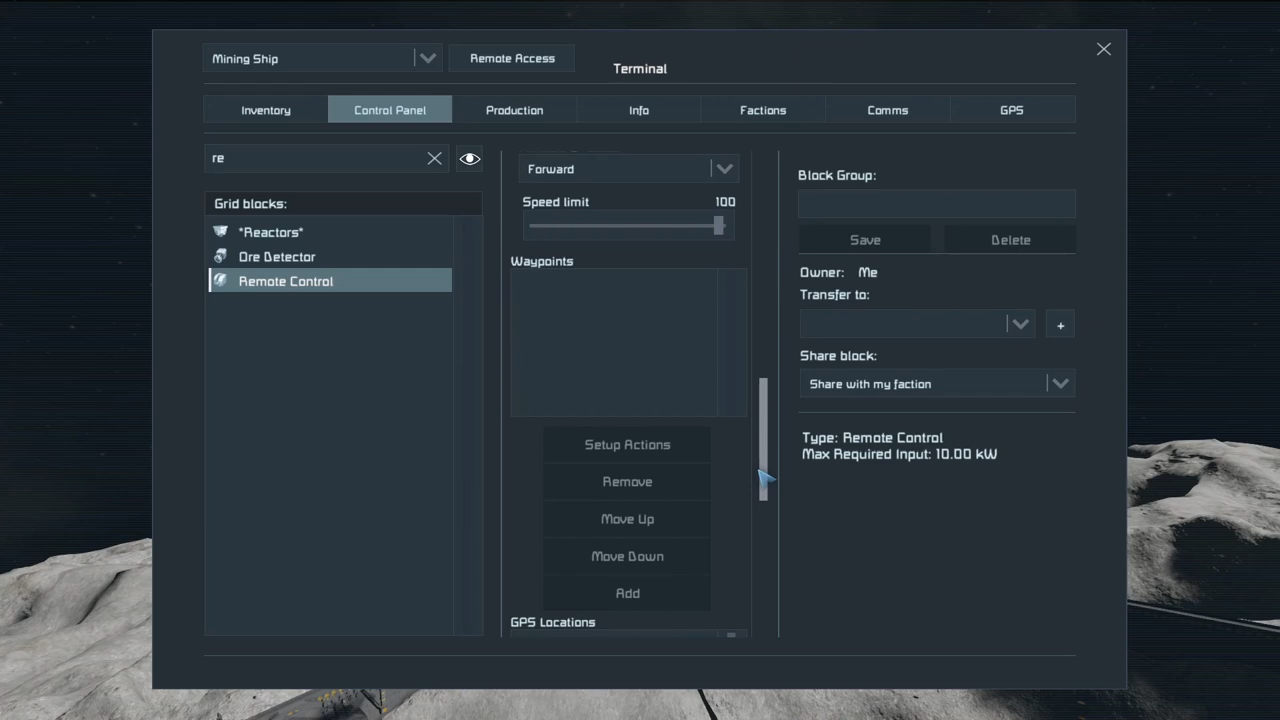 Mining Ship
Remote Access
Terminal
Inventory
Control Panel
Production
Info
Factions
Comms
GPS
re
Grid blocks:
*Reactors*
Ore Detector
Remote Control
Forward
Speed limit
100
Waypoints
Setup Actions
Remove
Move Up
Move Down
Add
GPS Locations
Block Group:
Save
Delete
Owner: Me
Transfer to:
+
Share block:
Share with my faction
Type: Remote Control
Max Required Input: 10.00 kW